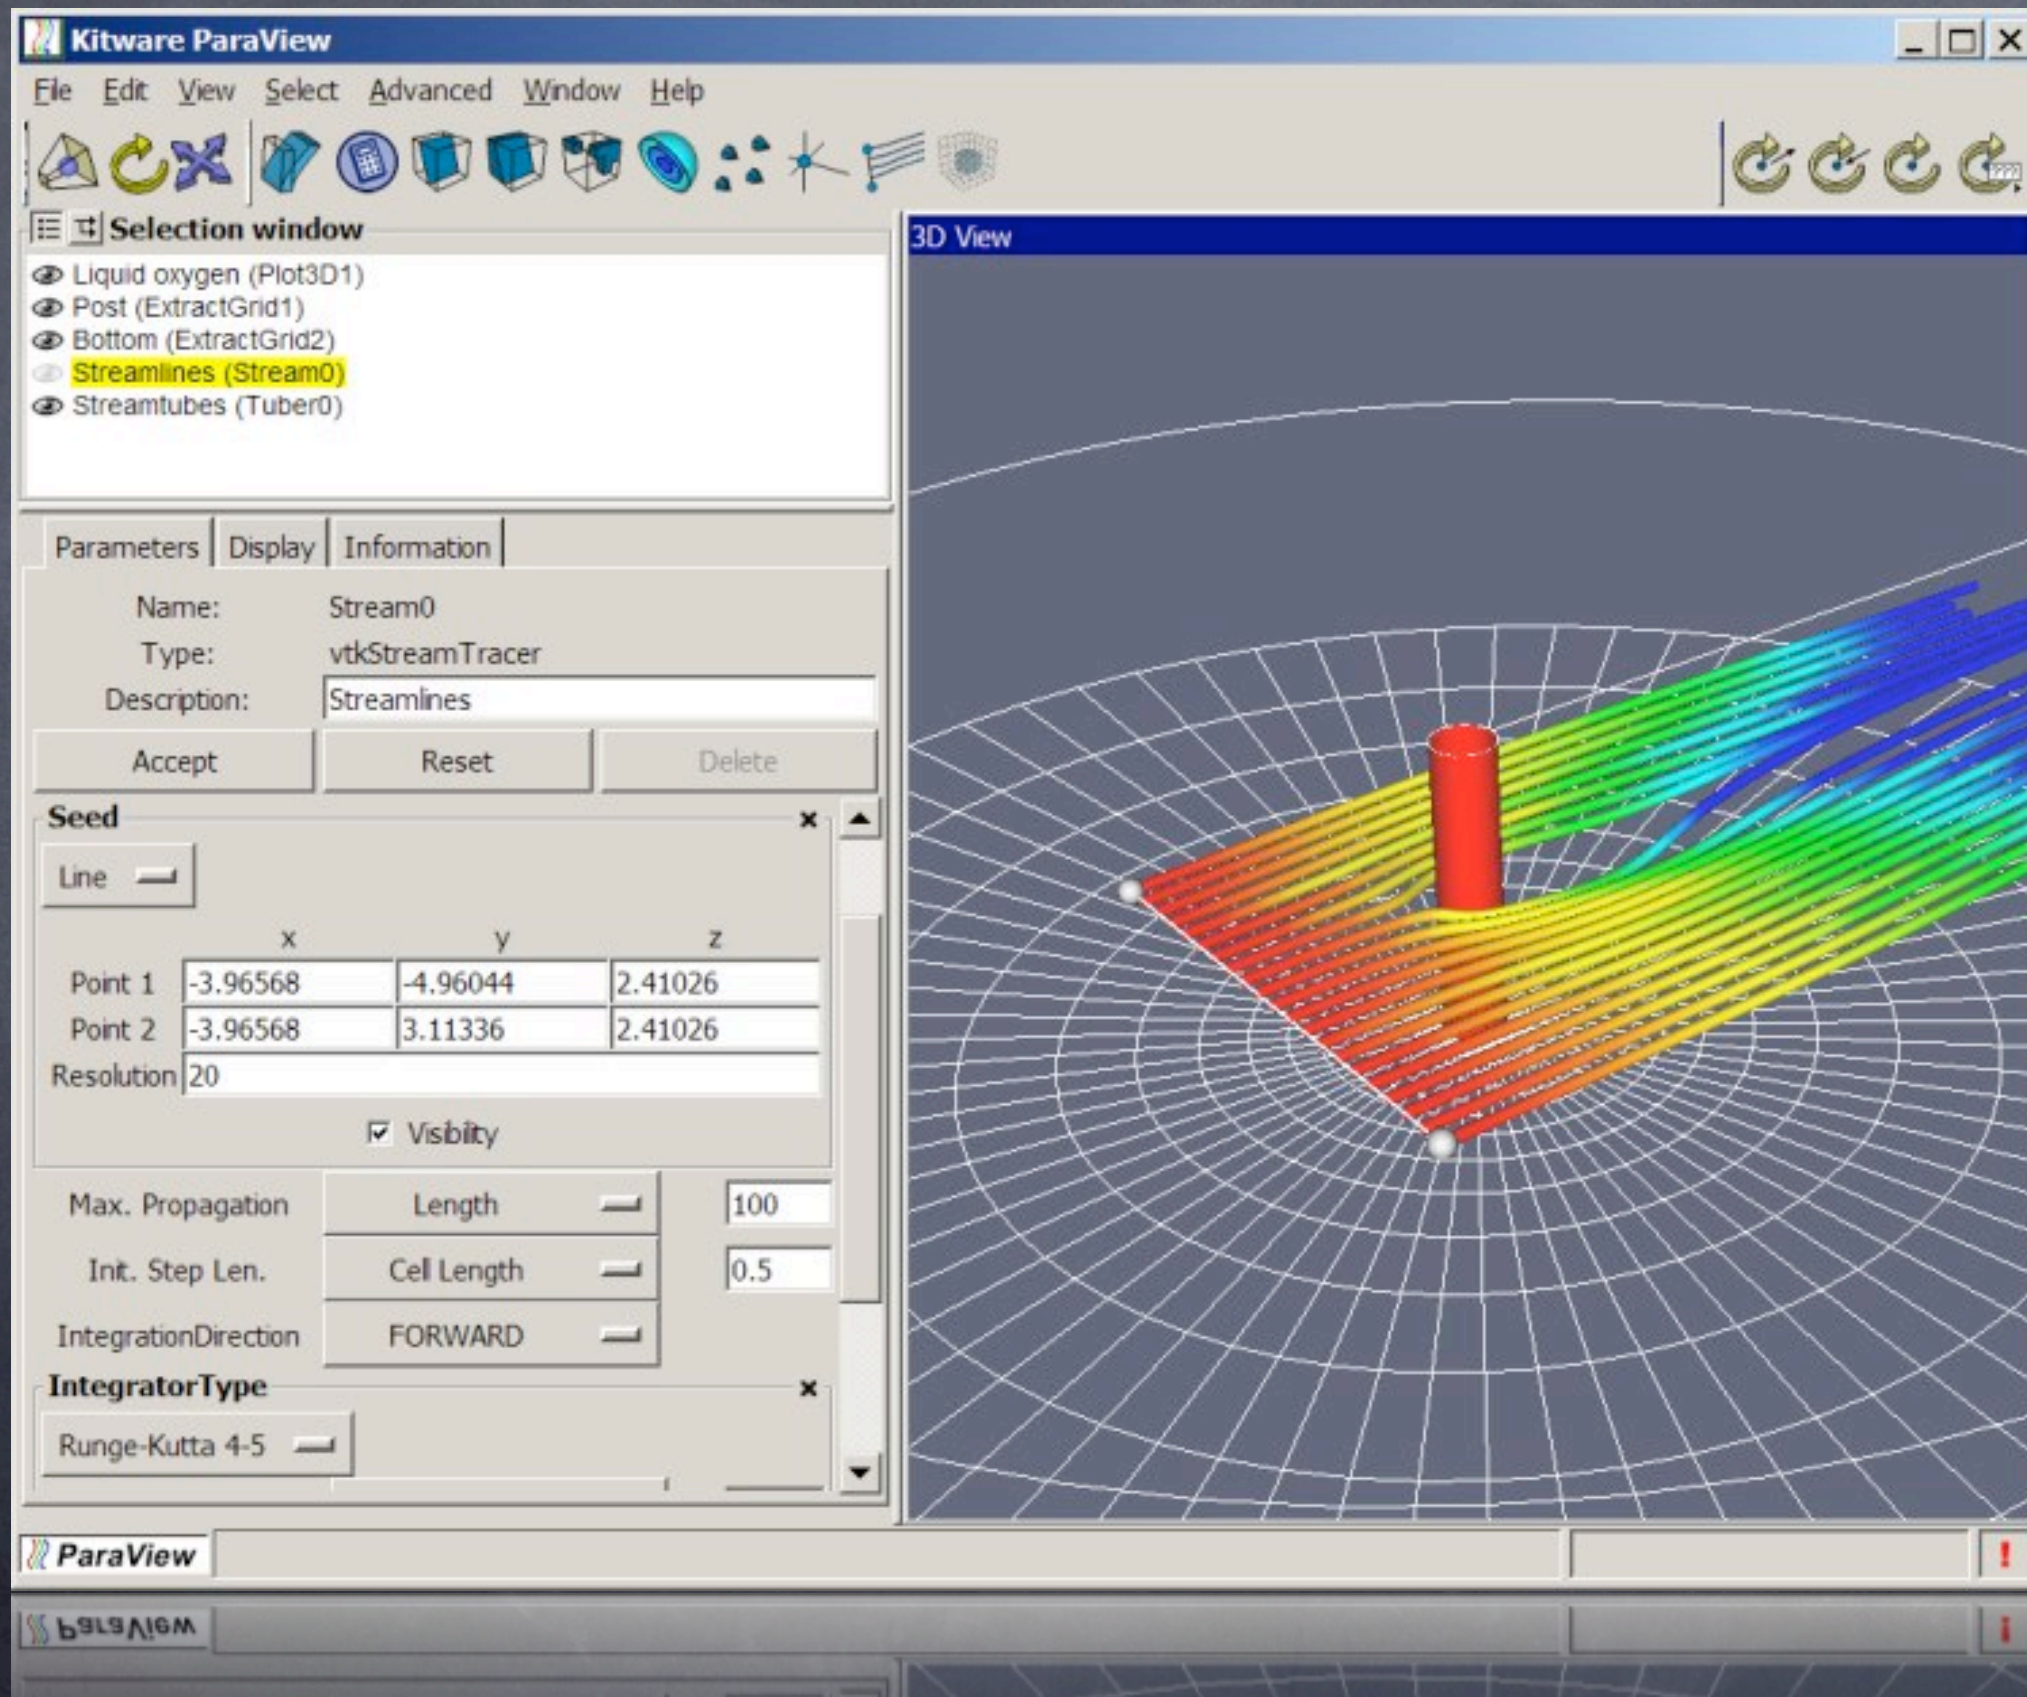 Kitware ParaView
File Edit View Select Advanced Window Help
Selection window
Liquid oxygen (Plot3D1)
Post (ExtractGrid1)
Bottom (ExtractGrid2)
Streamlines (Stream0)
Streamtubes (Tuber0)
3D View
Parameters Display Information
Name: Stream0
Type: vtkStreamTracer
Description: Streamlines
Accept Reset Delete
Seed
Line
x y z
Point 1 -3.96568 -4.96044 2.41026
Point 2 -3.96568 3.11336 2.41026
Resolution 20
Visibility
Max. Propagation Length 100
Init. Step Len. Cell Length 0.5
IntegrationDirection FORWARD
IntegratorType
Runge-Kutta 4-5
ParaView
!
ParaView